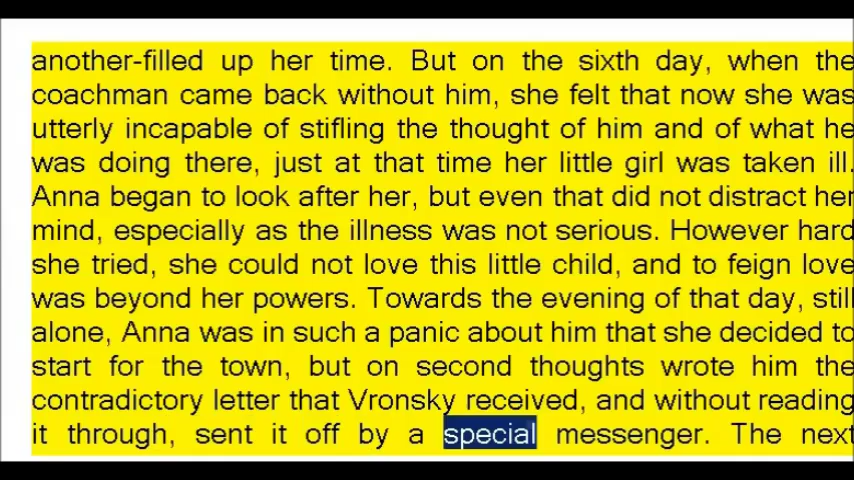 another-filled up her time. But on the sixth day, when the
coachman came back without him, she felt that now she was
utterly incapable of stifling the thought of him and of what he
was doing there, just at that time her little girl was taken ill.
Anna began to look after her, but even that did not distract her
mind, especially as the illness was not serious. However hard
she tried, she could not love this little child, and to feign love
was beyond her powers. Towards the evening of that day, still
alone, Anna was in such a panic about him that she decided to
start for the town, but on second thoughts wrote him the
contradictory letter that Vronsky received, and without reading
it through, sent it off by a special messenger. The next